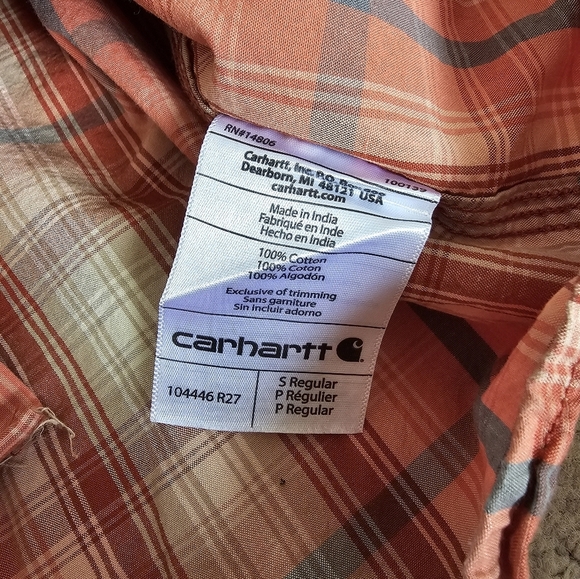 RN#14806
Carhartt, Inc. P.O.
Dearborn, MI 48121 USA
carhartt.com
100139
Made in India
Fabriqué en Inde
Hecho en India
100% Cotton
100% Coton
100% Algodón
Exclusive of trimming
Sans garniture
Sin incluir adorno
carhartt
104446 R27
S Regular
P Régulier
P Regular